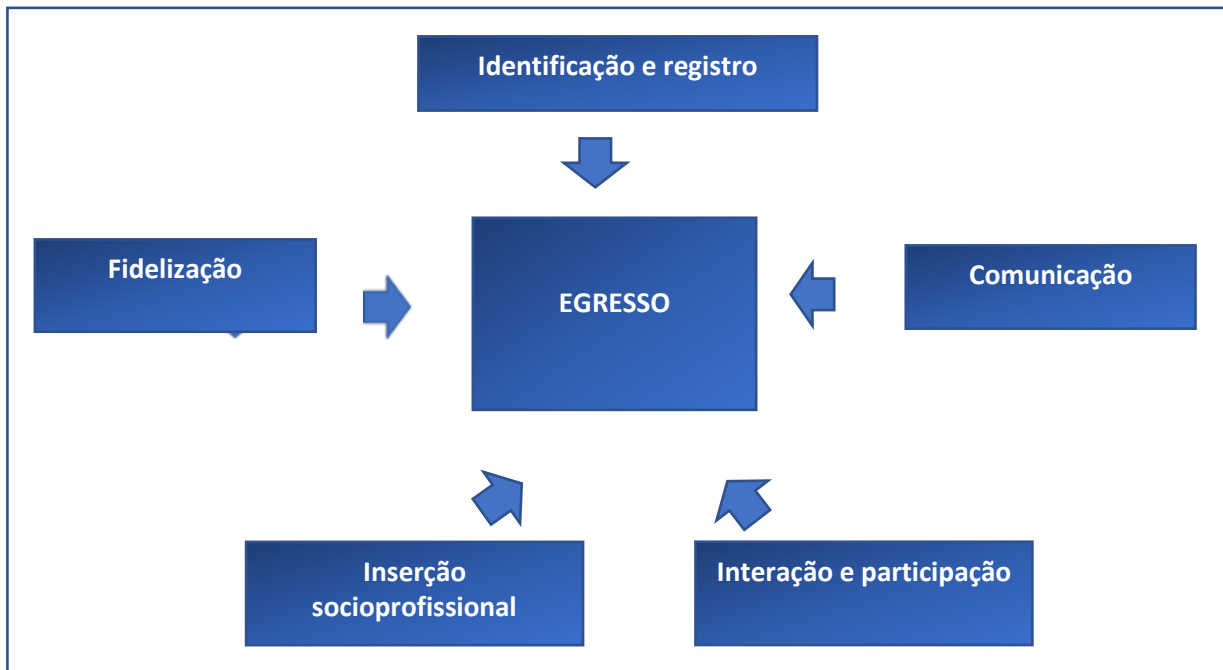 Identificação e registro
Fidelização
EGRESSO
Comunicação
Inserção
socioprofissional
Interação e participação